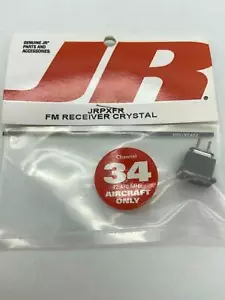 GENUINE JR®
PARTS AND
ACCESSORIES
JR®
JRPXFR
FM RECEIVER CRYSTAL
Channel
34
AIRCRAFT
ONLY